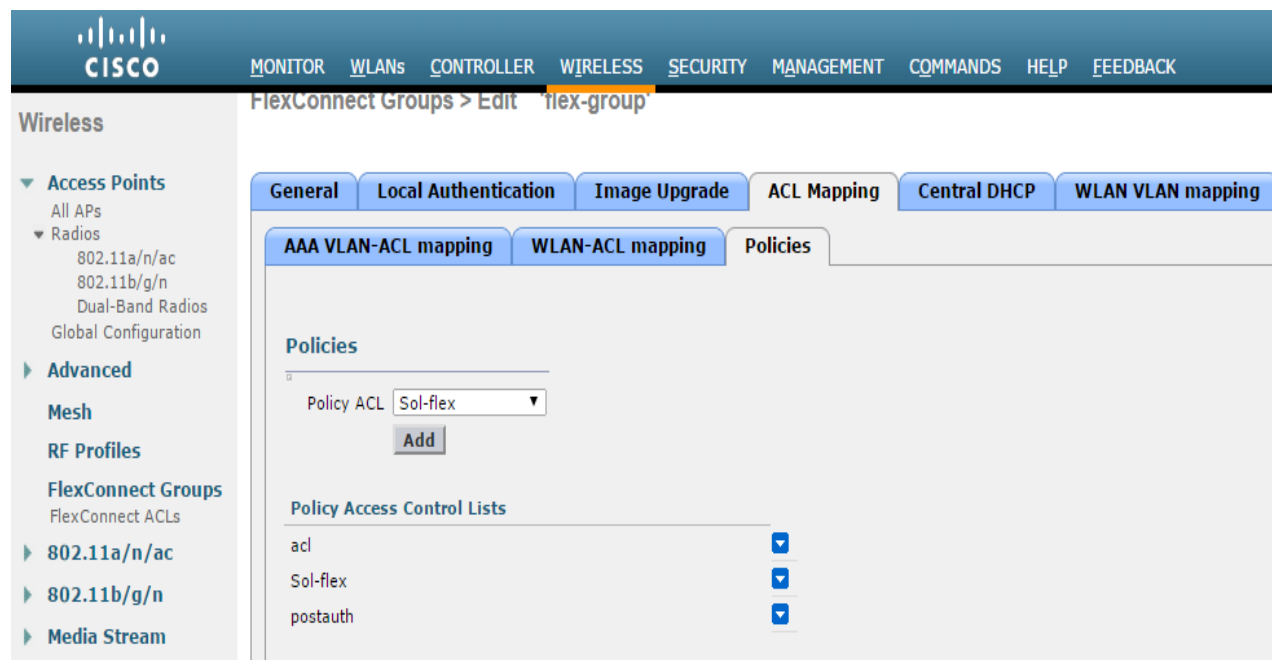 CISCO
MONITOR WLANs CONTROLLER WIRELESS SECURITY MANAGEMENT COMMANDS HELP FEEDBACK
Wireless
Access Points
All APs
Radios
802.11a/n/ac
802.11b/g/n
Dual-Band Radios
Global Configuration
Advanced
Mesh
RF Profiles
FlexConnect Groups
FlexConnect ACLs
802.11a/n/ac
802.11b/g/n
Media Stream
FlexConnect Groups > Edit 'flex-group'
General Local Authentication Image Upgrade ACL Mapping Central DHCP WLAN VLAN mapping
AAA VLAN-ACL mapping WLAN-ACL mapping Policies
Policies
Policy ACL Sol-flex
Add
Policy Access Control Lists
acl
Sol-flex
postauth